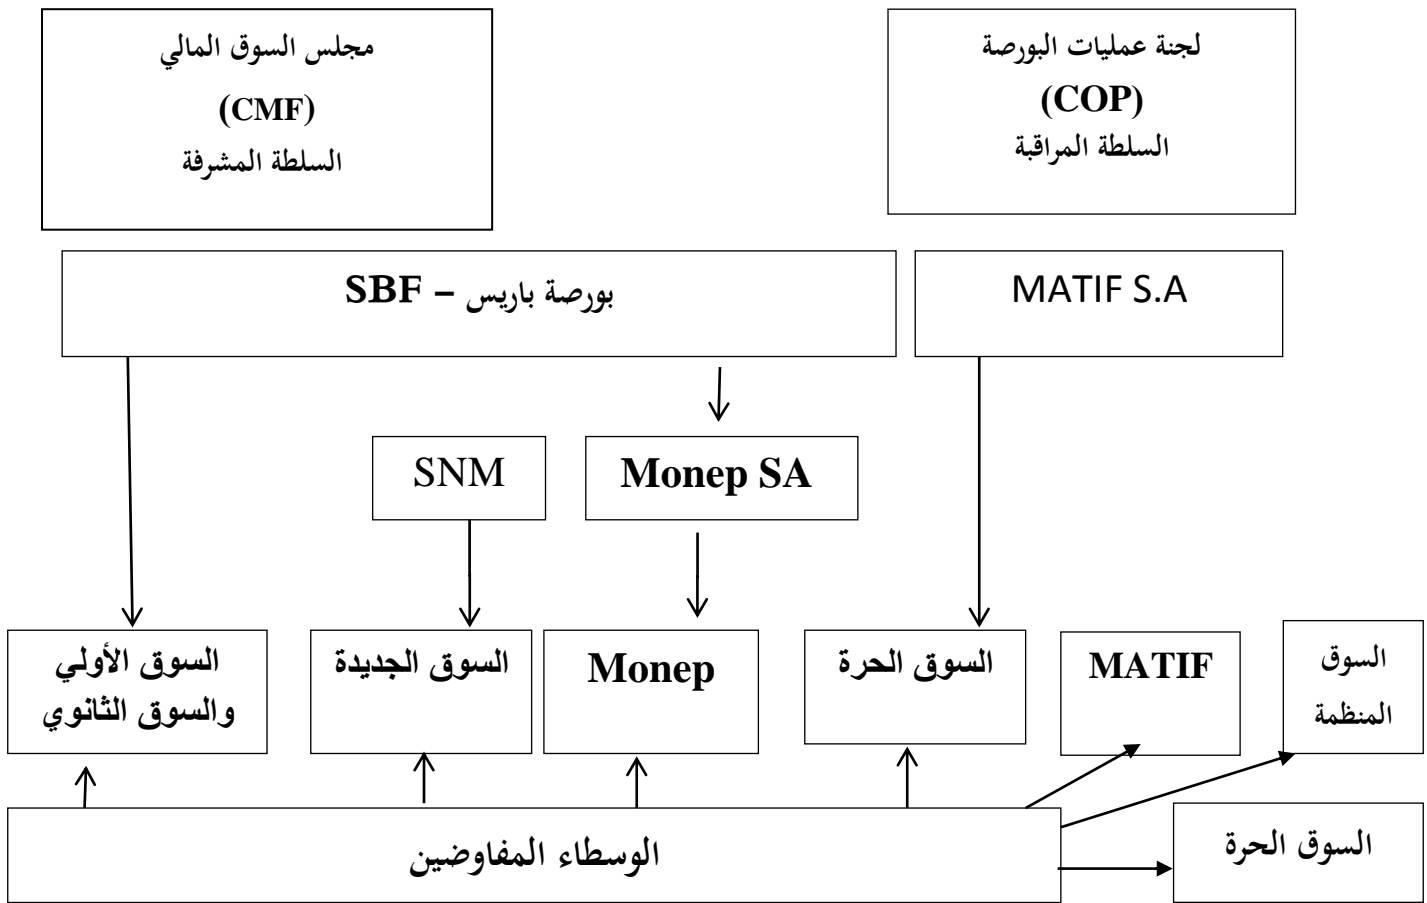 لجنة عمليات البورصة
(COP)
السلطة المراقبة
مجلس السوق المالي
(CMF)
السلطة المشرفة
بورصة باريس – SBF
MATIF S.A
SNM
Monep SA
السوق الأولي
والسوق الثانوي
السوق الجديدة
Monep
السوق الحرة
MATIF
السوق
المنظمة
الوسطاء المفاوضين
السوق الحرة